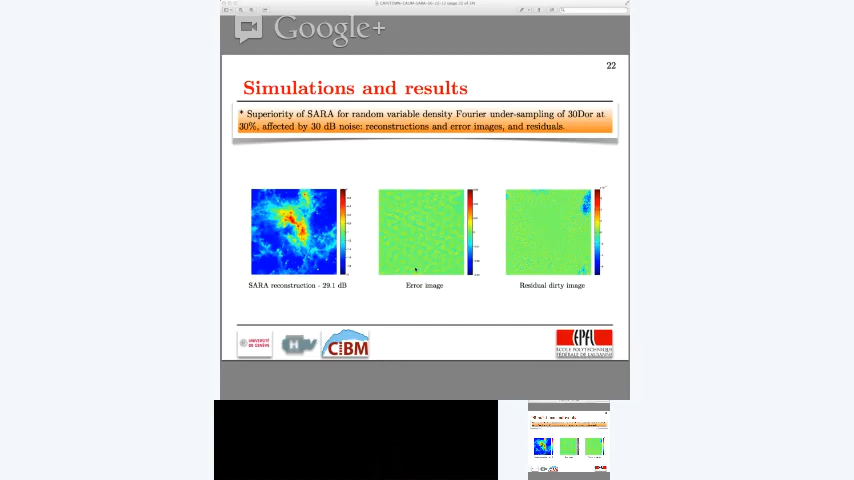 Google+
22
Simulations and results
* Superiority of SARA for random variable density Fourier under-sampling of 30Dor at
30%, affected by 30 dB noise: reconstructions and error images, and residuals.
SARA reconstruction - 29.1 dB
Error image
Residual dirty image
UNIVERSITÉ
DE GENÈVE
CIBM
EPFL
ÉCOLE POLYTECHNIQUE
FÉDÉRALE DE LAUSANNE